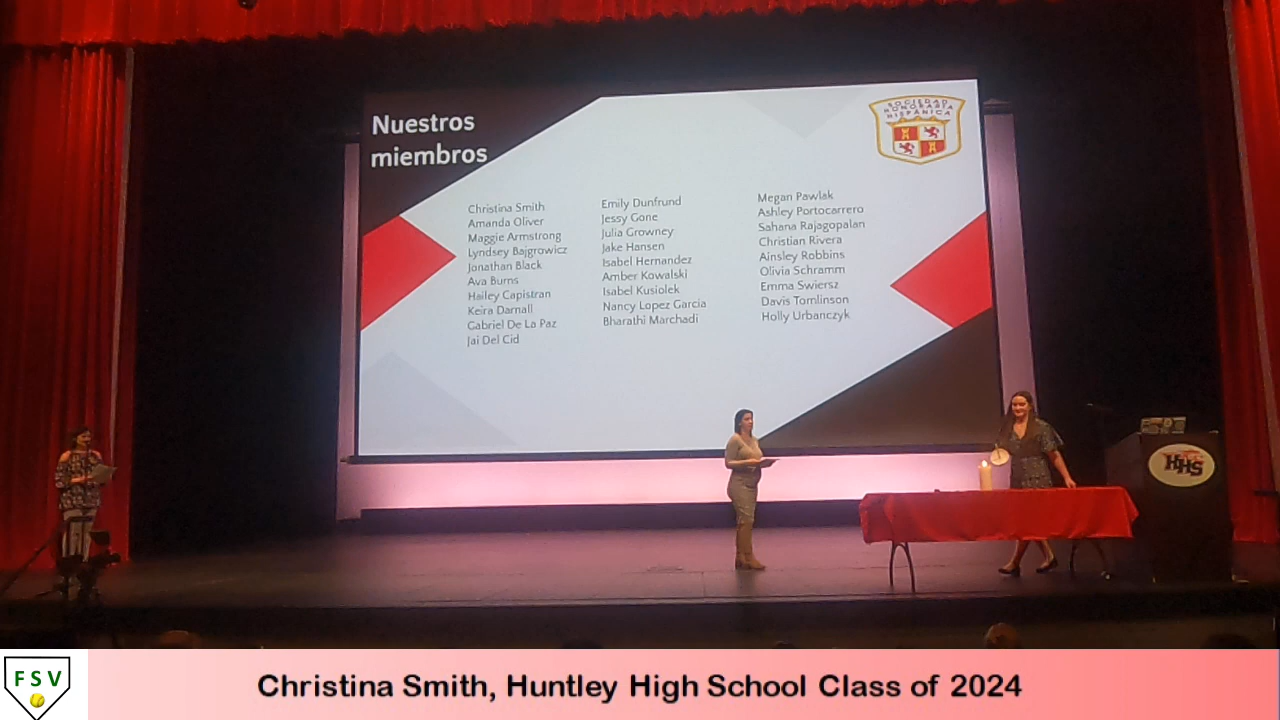 Nuestros
miembros
SOCIEDAD
HONORARIA
HISPÁNICA
Christina Smith
Amanda Oliver
Maggie Armstrong
Lyndsey Bajgrowicz
Jonathan Black
Ava Burns
Hailey Capistran
Keira Darnall
Gabriel De La Paz
Jai Del Cid
Emily Dunfrund
Jessy Gone
Julia Growney
Jake Hansen
Isabel Hernandez
Amber Kowalski
Isabel Kusiolek
Nancy Lopez Garcia
Bharathi Marchadi
Megan Pawlak
Ashley Portocarrero
Sahana Rajagopalan
Christian Rivera
Ainsley Robbins
Olivia Schramm
Emma Swiersz
Davis Tomlinson
Holly Urbanczyk
HHS
FSV
Christina Smith, Huntley High School Class of 2024